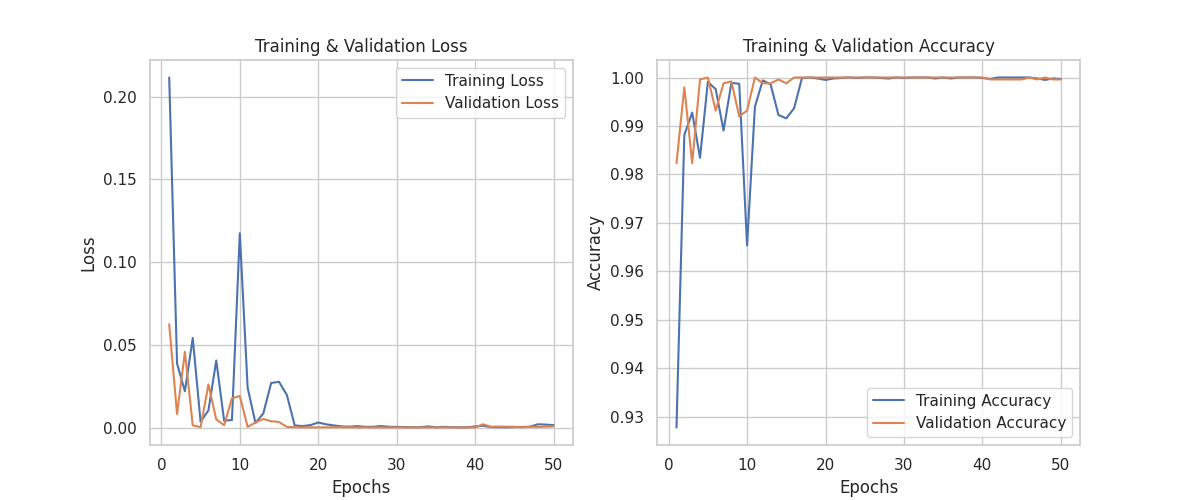 Training & Validation Loss
Training Loss
Validation Loss
0.20
0.15
0.10
0.05
0.00
Loss
0
10
20
30
40
50
Epochs
Training & Validation Accuracy
1.00
0.99
0.98
0.97
0.96
0.95
0.94
0.93
Accuracy
Training Accuracy
Validation Accuracy
0
10
20
30
40
50
Epochs